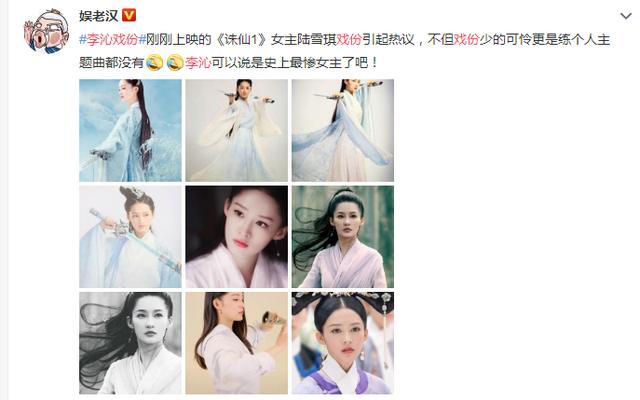 娱老汉
#李沁戏份#刚刚上映的《诛仙1》女主陆雪琪戏份引起热议，不但戏份少的可怜更是练个人主
题曲都没有🤣🤣李沁可以说是史上最惨女主了吧！